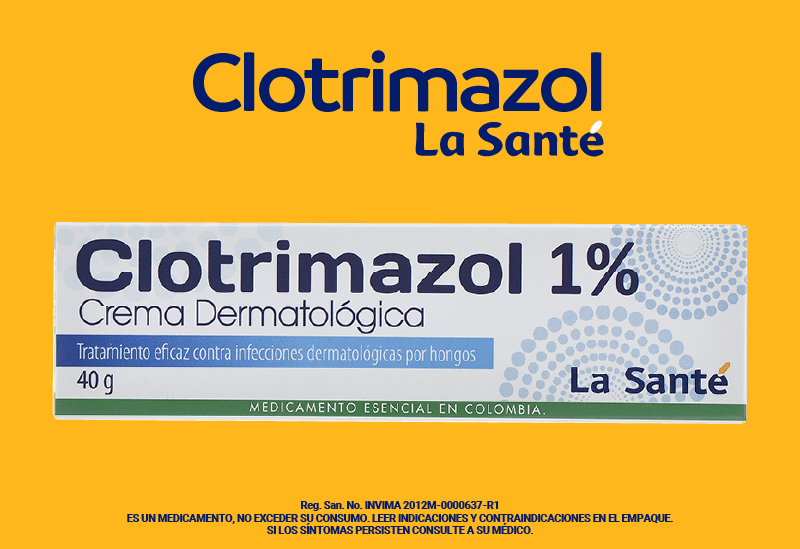 Clotrimazol
La Santé
Clotrimazol 1%
Crema Dermatológica
Tratamiento eficaz contra infecciones dermatológicas por hongos
40 g
La Santé
MEDICAMENTO ESENCIAL EN COLOMBIA.
Reg. San. No. INVIMA 2012M-0000637-R1
ES UN MEDICAMENTO, NO EXCEDER SU CONSUMO. LEER INDICACIONES Y CONTRAINDICACIONES EN EL EMPAQUE.
SI LOS SÍNTOMAS PERSISTEN CONSULTE A SU MÉDICO.